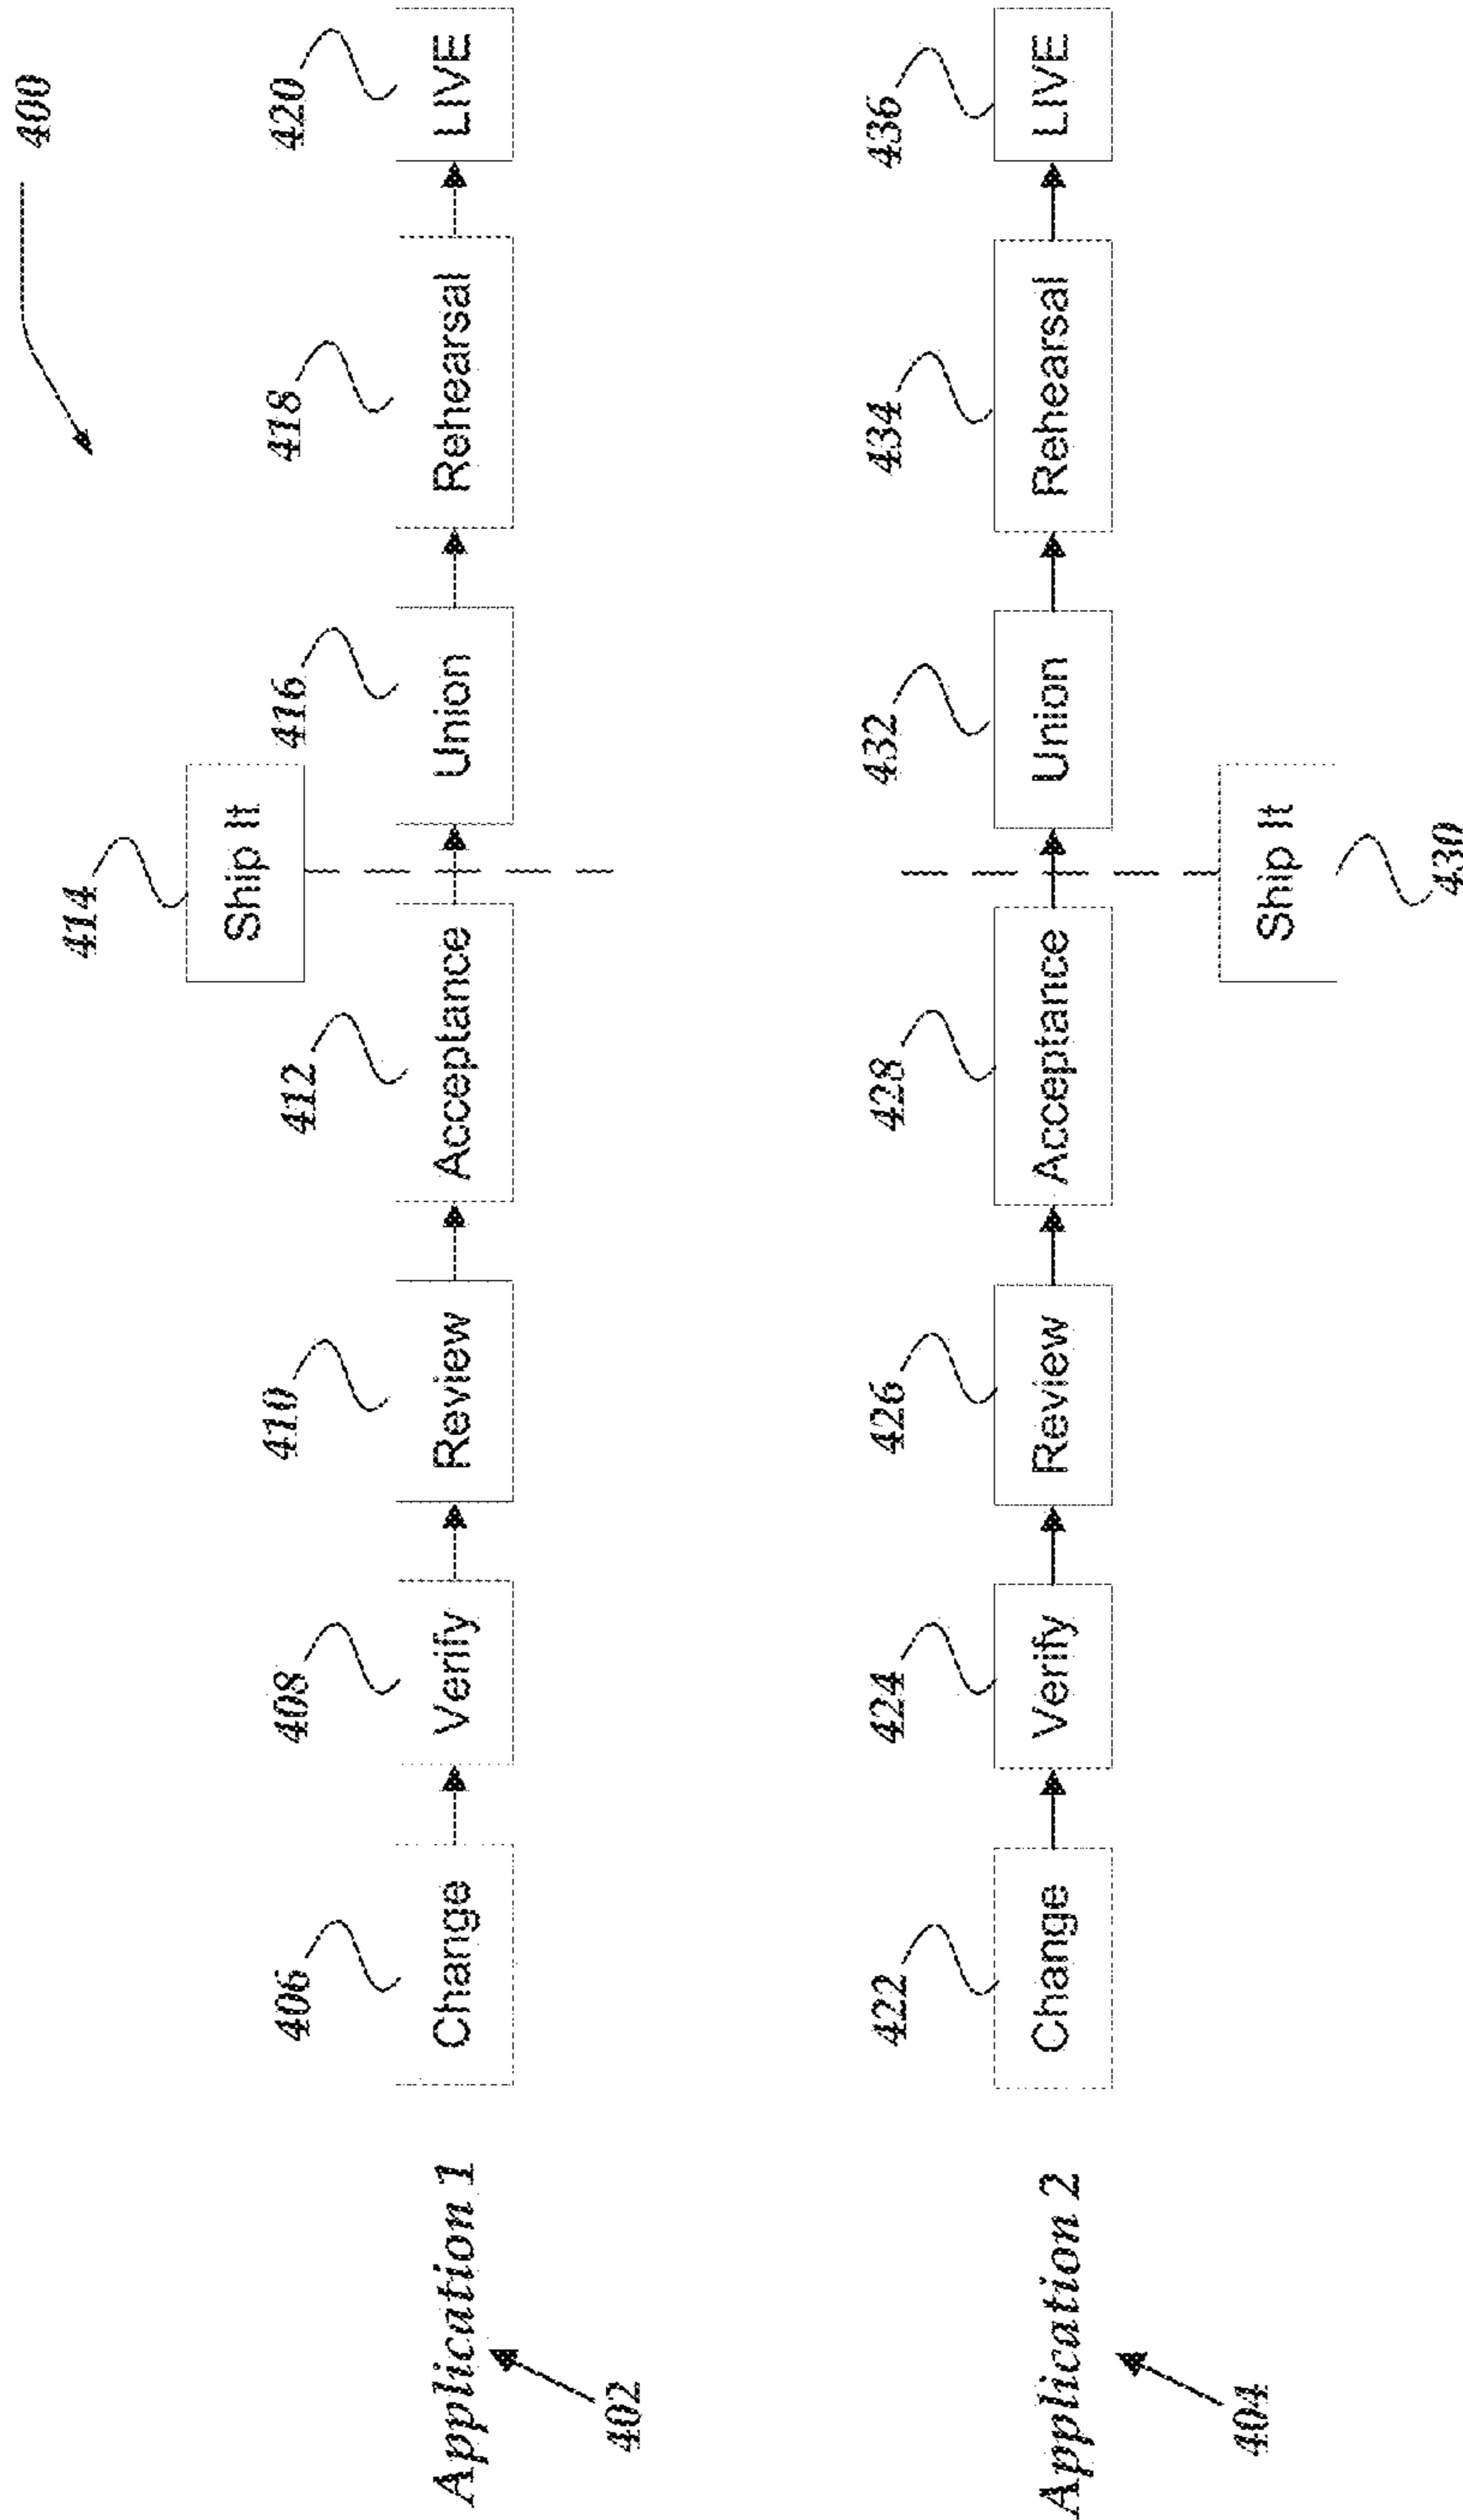 400
414
Ship It
406
408
410
412
416
418
420
Application 1
Change
Verify
Review
Acceptance
Union
Rehearsal
LIVE
402
422
424
426
428
432
434
436
Application 2
Change
Verify
Review
Acceptance
Union
Rehearsal
LIVE
404
Ship It
430